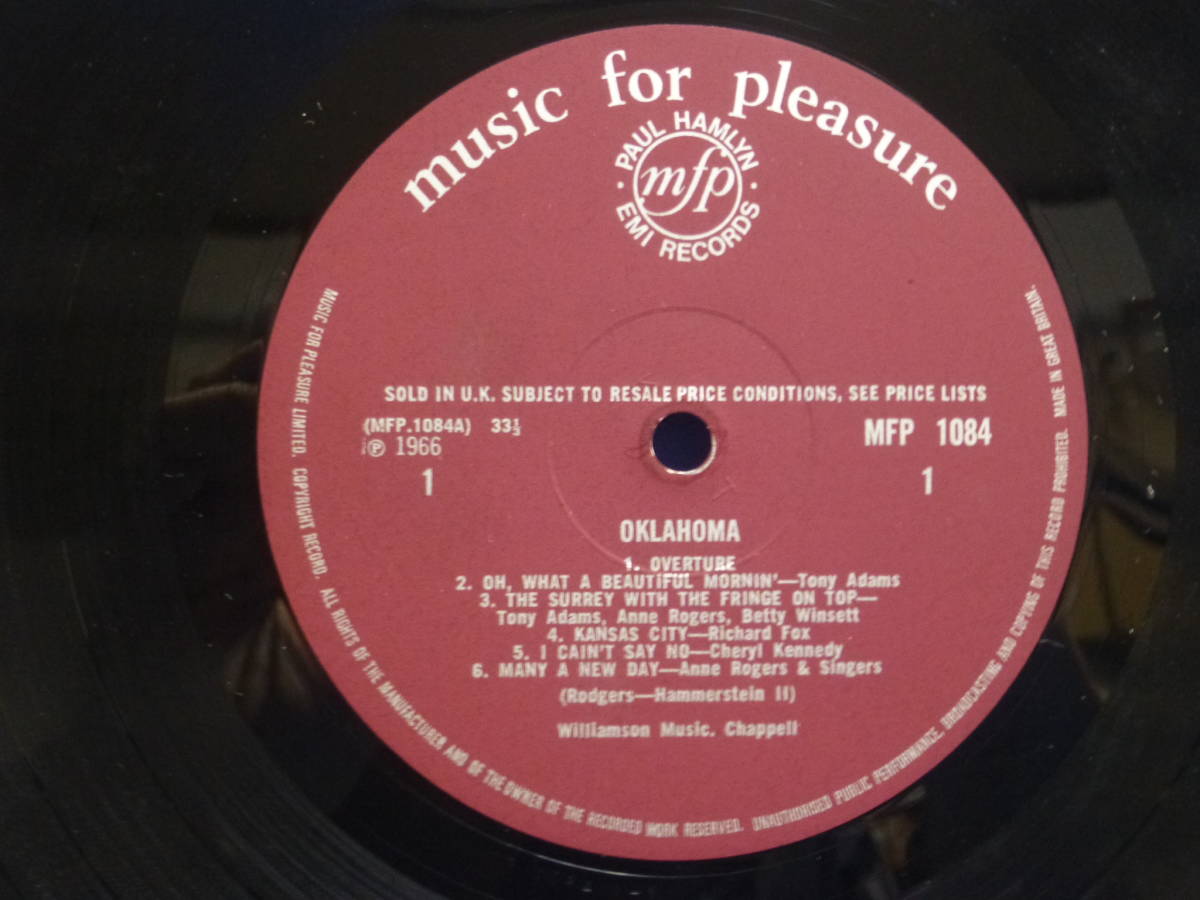 music for pleasure
PAUL HAMLYN
mfp
EMI RECORDS
SOLD IN U.K. SUBJECT TO RESALE PRICE CONDITIONS, SEE PRICE LISTS
(MFP.1084A) 33⅓
MFP 1084
℗ 1966
1
1
OKLAHOMA
1. OVERTURE
2. OH, WHAT A BEAUTIFUL MORNIN'—Tony Adams
3. THE SURREY WITH THE FRINGE ON TOP—
Tony Adams, Anne Rogers, Betty Winsett
4. KANSAS CITY—Richard Fox
5. I CAIN'T SAY NO—Cheryl Kennedy
6. MANY A NEW DAY—Anne Rogers & Singers
(Rodgers—Hammerstein II)
Williamson Music. Chappell
MUSIC FOR PLEASURE LIMITED. COPYRIGHT RECORD. ALL RIGHTS OF THE MANUFACTURER AND OF THE OWNER OF THE RECORDED WORK RESERVED. UNAUTHORISED PUBLIC PERFORMANCE, BROADCASTING AND COPYING OF THIS RECORD PROHIBITED. MADE IN GREAT BRITAIN.